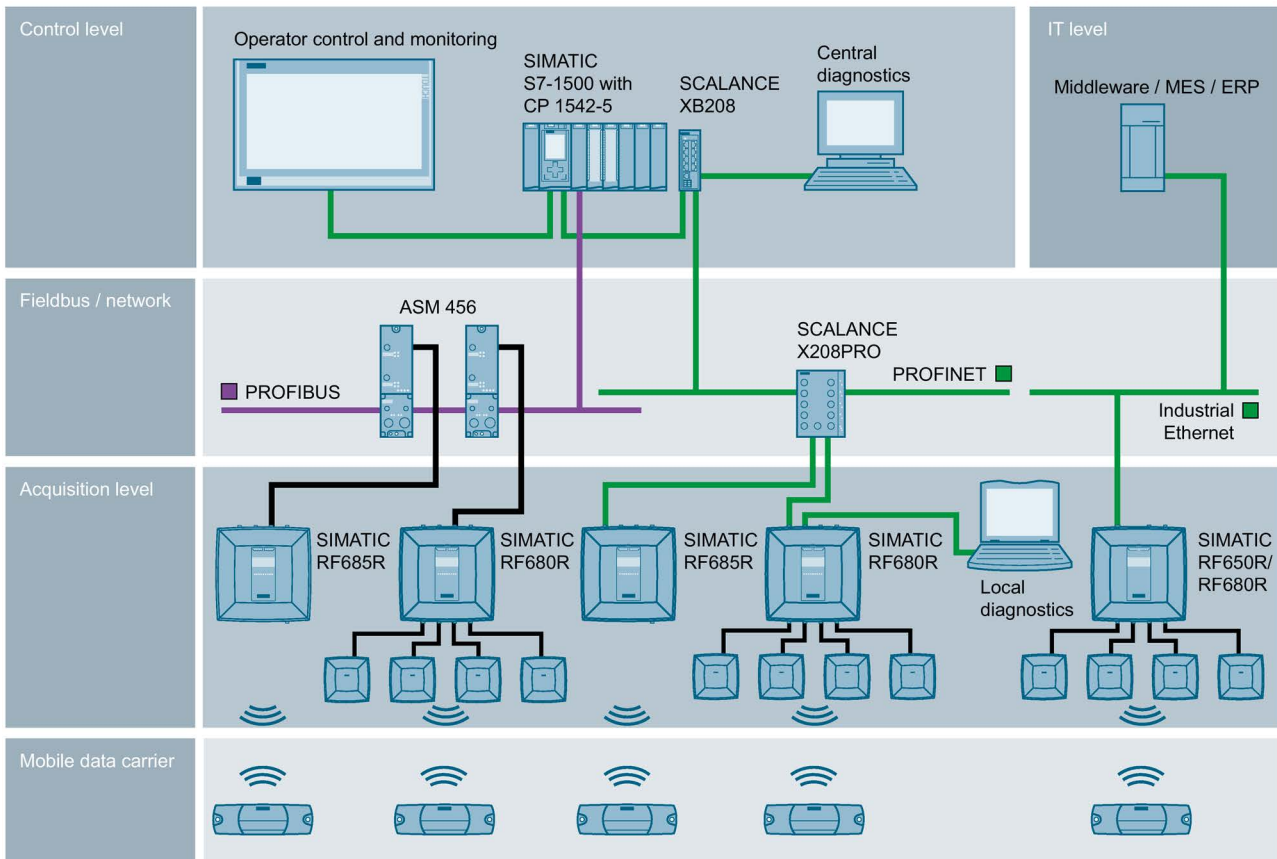 Control level
Operator control and monitoring
SIMATIC
S7-1500 with
CP 1542-5
SCALANCE
XB208
Central
diagnostics
IT level
Middleware / MES / ERP
Fieldbus / network
ASM 456
PROFIBUS
SCALANCE
X208PRO
PROFINET
Industrial
Ethernet
Acquisition level
SIMATIC
RF685R
SIMATIC
RF680R
SIMATIC
RF685R
SIMATIC
RF680R
Local
diagnostics
SIMATIC
RF650R/
RF680R
Mobile data carrier